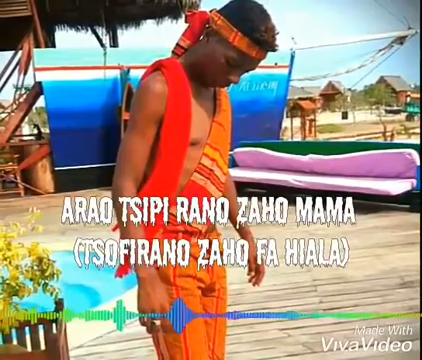 ARAO TSIPI RANO ZAHO MAMA
(TSOFIRANO ZAHO FA HIALA)
Made With
VivaVideo